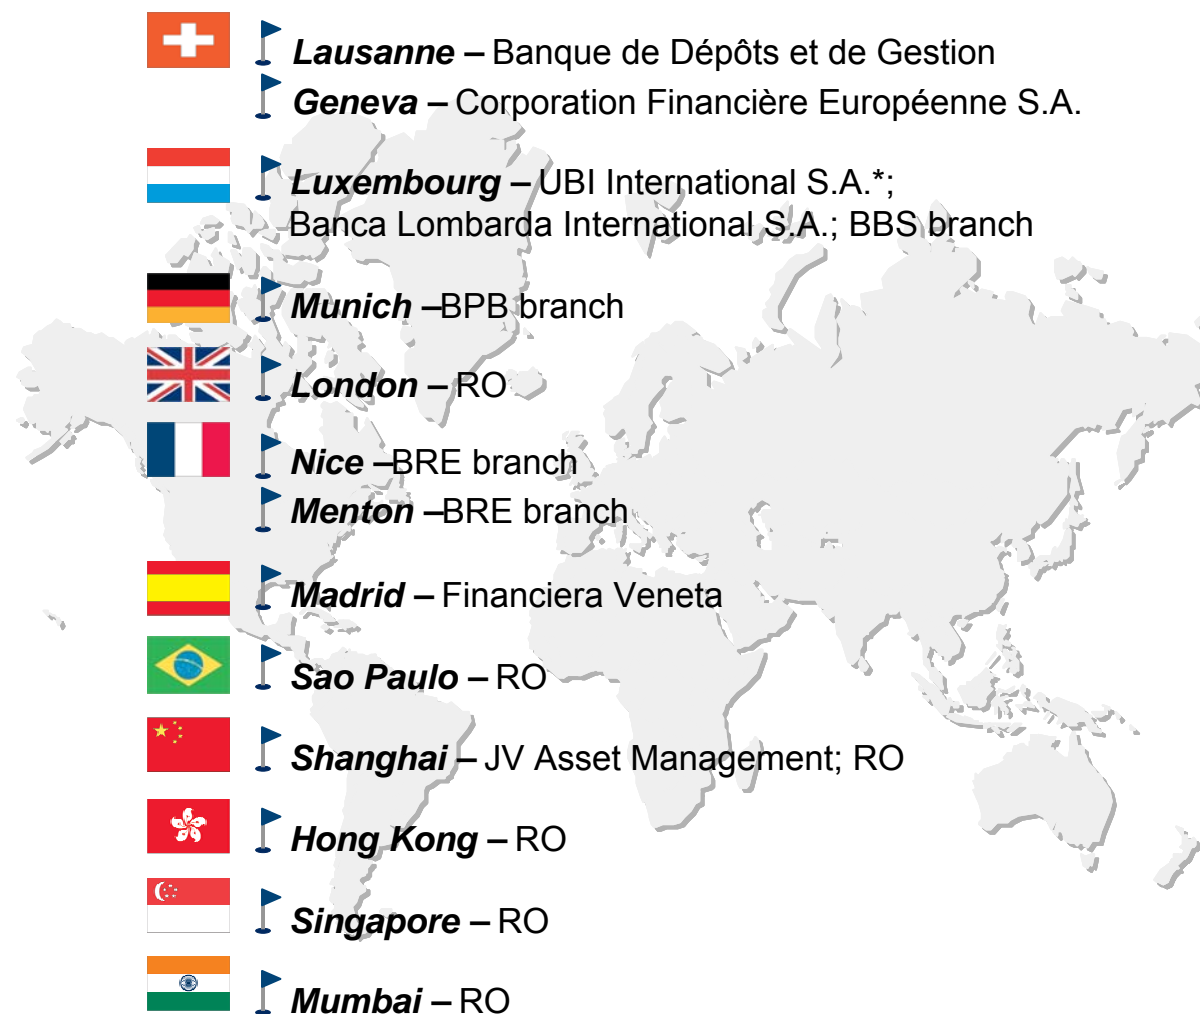 Lausanne – Banque de Dépôts et de Gestion
Geneva – Corporation Financière Européenne S.A.
Luxembourg – UBI International S.A.*;
Banca Lombarda International S.A.; BBS branch
Munich –BPB branch
London – RO
Nice –BRE branch
Menton –BRE branch
Madrid – Financiera Veneta
Sao Paulo – RO
Shanghai – JV Asset Management; RO
Hong Kong – RO
Singapore – RO
Mumbai – RO